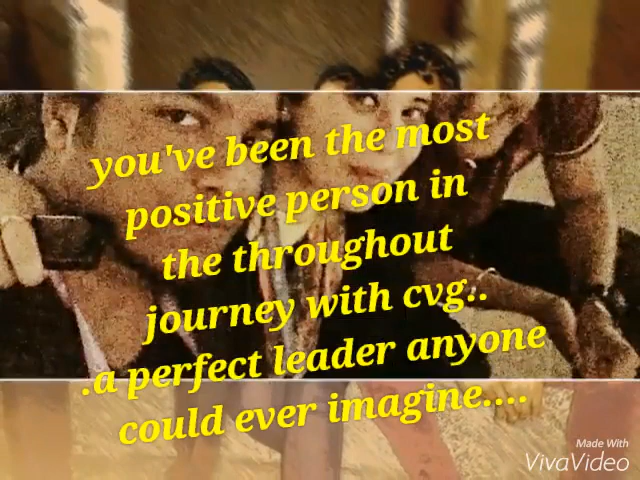 you've been the most
positive person in
the throughout
journey with cvg..
.a perfect leader anyone
could ever imagine....
Made With
VivaVideo